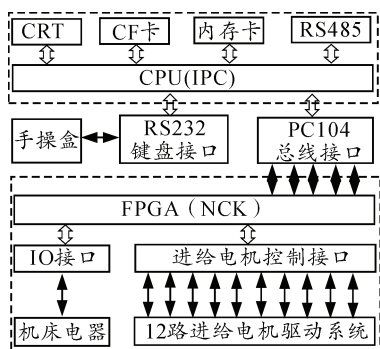 CRT CF卡 内存卡 RS485
CPU(IPC)
手操盒 RS232 PC104
键盘接口 总线接口
FPGA（NCK）
IO接口 进给电机控制接口
机床电器 12路进给电机驱动系统